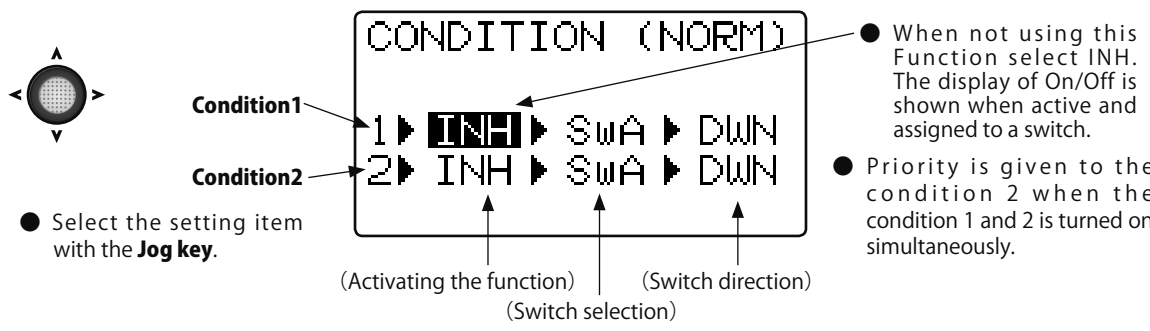 CONDITION (NORM)
Condition1
1▶ INH ▶ SwA ▶ DWN
Condition2
2▶ INH ▶ SwA ▶ DWN
● Select the setting item
with the Jog key.
(Activating the function)
(Switch selection)
(Switch direction)
● When not using this
Function select INH.
The display of On/Off is
shown when active and
assigned to a switch.
● Priority is given to the
condition 2 when the
condition 1 and 2 is turned on
simultaneously.